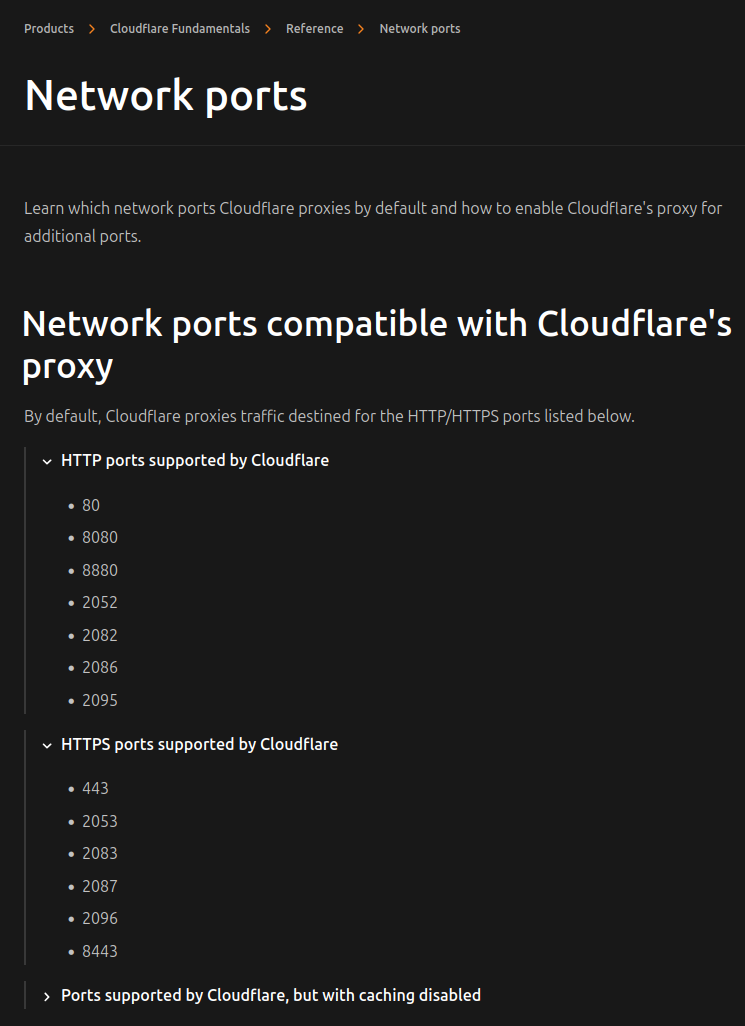 Products > Cloudflare Fundamentals > Reference > Network ports
Network ports
Learn which network ports Cloudflare proxies by default and how to enable Cloudflare's proxy for
additional ports.
Network ports compatible with Cloudflare's
proxy
By default, Cloudflare proxies traffic destined for the HTTP/HTTPS ports listed below.
HTTP ports supported by Cloudflare
• 80
• 8080
• 8880
• 2052
• 2082
• 2086
• 2095
HTTPS ports supported by Cloudflare
• 443
• 2053
• 2083
• 2087
• 2096
• 8443
Ports supported by Cloudflare, but with caching disabled